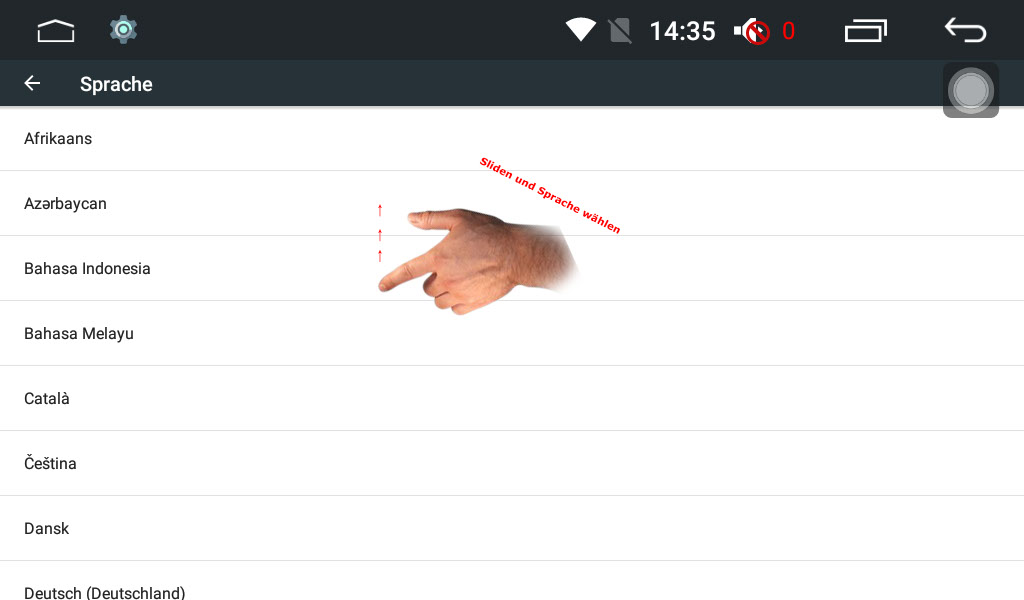 14:35
0
Sprache
Afrikaans
Sliden und Sprache wählen
Azərbaycan
↑
↑
↑
Bahasa Indonesia
Bahasa Melayu
Català
Čeština
Dansk
Deutsch (Deutschland)